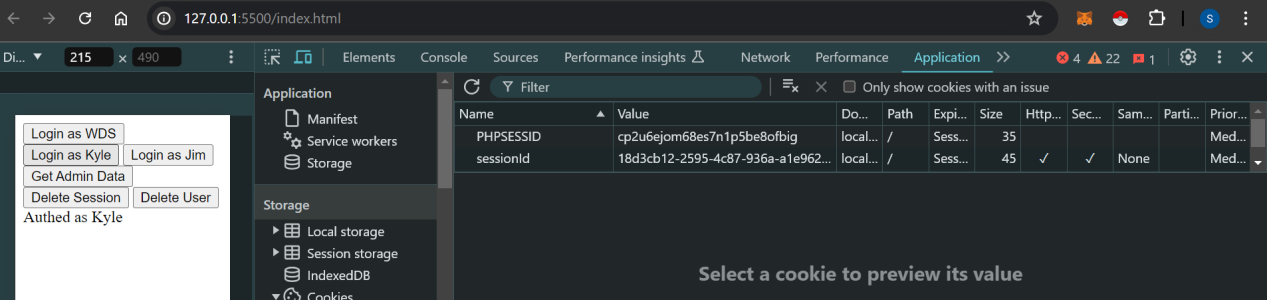 127.0.0.1:5500/index.html
S
Di... 215 × 490
Elements Console Sources Performance insights Network Performance Application 4 22 1
Filter Only show cookies with an issue
Application
Manifest
Service workers
Storage
Storage
Local storage
Session storage
IndexedDB
Cookies
Name Value Do... Path Expi... Size Http... Sec... Sam... Parti... Prior...
PHPSESSID cp2u6ejom68es7n1p5be8ofbig local... / Sess... 35 Med...
sessionId 18d3cb12-2595-4c87-936a-a1e962... local... / Sess... 45 ✓ ✓ None Med...
Select a cookie to preview its value
Login as WDS
Login as Kyle Login as Jim
Get Admin Data
Delete Session Delete User
Authed as Kyle